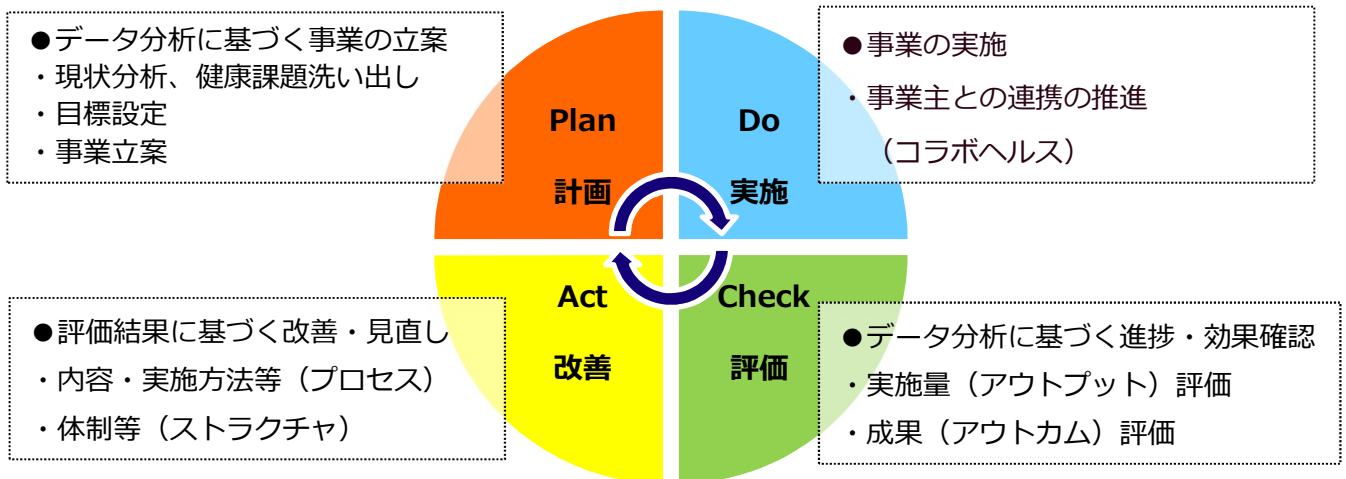 ●データ分析に基づく事業の立案
・現状分析、健康課題洗い出し
・目標設定
・事業立案
Plan
計画
Do
実施
●事業の実施
・事業主との連携の推進
（コラボヘルス）
●評価結果に基づく改善・見直し
・内容・実施方法等（プロセス）
・体制等（ストラクチャ）
Act
改善
Check
評価
●データ分析に基づく進捗・効果確認
・実施量（アウトプット）評価
・成果（アウトカム）評価